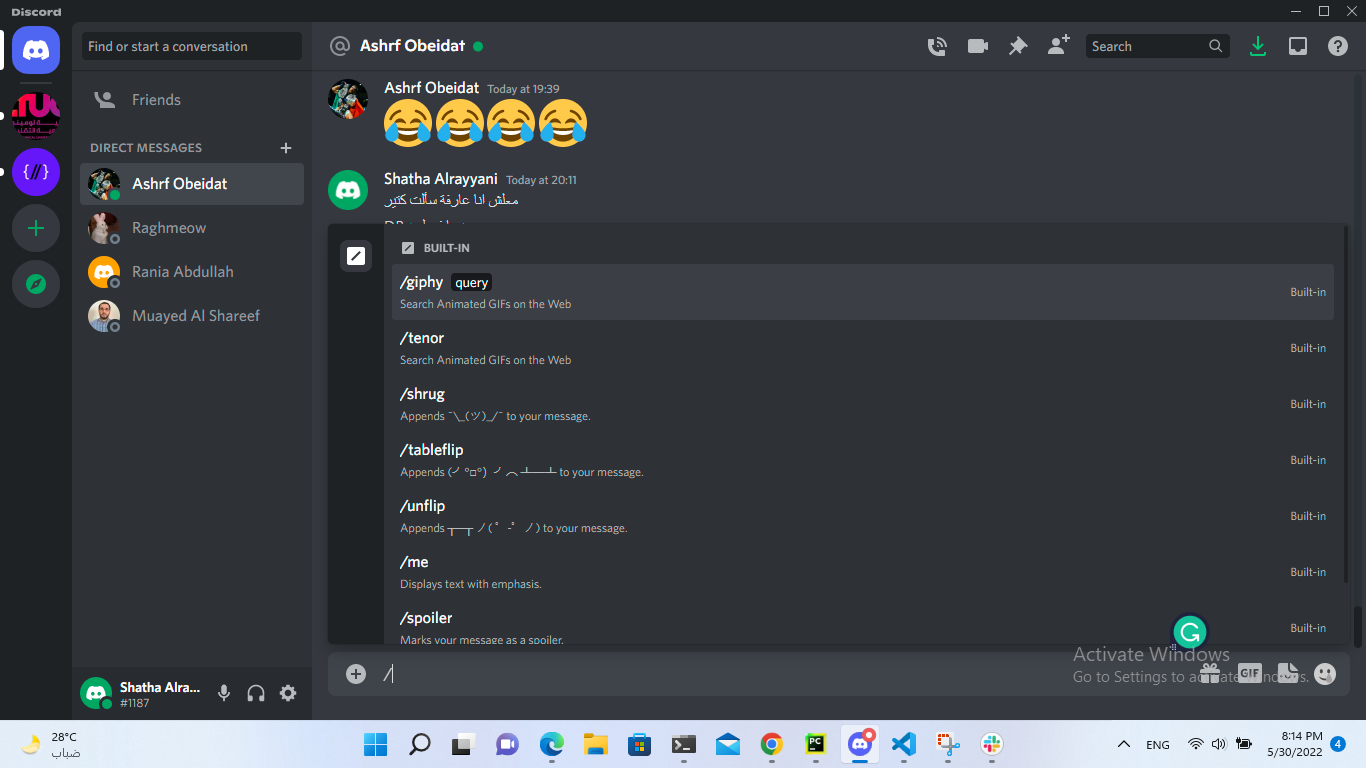 Discord
Find or start a conversation
Friends
DIRECT MESSAGES
Ashrf Obeidat
Raghmeow
Rania Abdullah
Muayed Al Shareef
Shatha Alra...
#1187
@ Ashrf Obeidat
Search
Ashrf Obeidat Today at 19:39
Shatha Alrayyani Today at 20:11
معلش انا عارفة سألت كتير
BUILT-IN
/giphy query
Search Animated GIFs on the Web
Built-in
/tenor
Search Animated GIFs on the Web
Built-in
/shrug
Appends ¯\_(ツ)_/¯ to your message.
Built-in
/tableflip
Appends (╯°□°)╯︵ ┻━┻ to your message.
Built-in
/unflip
Appends ┬─┬ ノ( ゜-゜ノ) to your message.
Built-in
/me
Displays text with emphasis.
Built-in
/spoiler
Marks your message as a spoiler.
Built-in
/
GIF
Activate Windows
Go to Settings to activate Windows.
28°C
ضباب
ENG
8:14 PM
5/30/2022
4